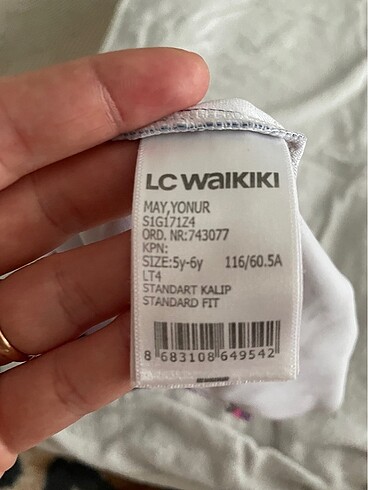 LC WAIKIKI
MAY,YONUR
S1G171Z4
ORD. NR:743077
KPN:
SIZE:5y-6y 116/60.5A
LT4
STANDART KALIP
STANDARD FIT
8 683108 649542